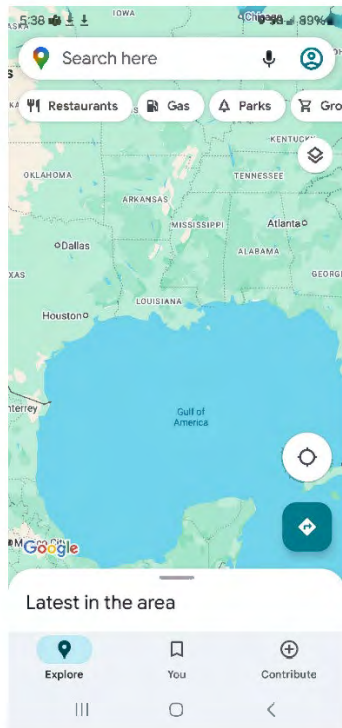 5:38
IOWA
Chicago
89%
Search here
Restaurants
Gas
Parks
Gro
KENTUCKY
OKLAHOMA
TENNESSEE
ARKANSAS
MISSISSIPPI
Atlanta
Dallas
ALABAMA
XAS
GEORG
LOUISIANA
Houston
nterrey
Gulf of
America
Google
Latest in the area
Explore
You
Contribute